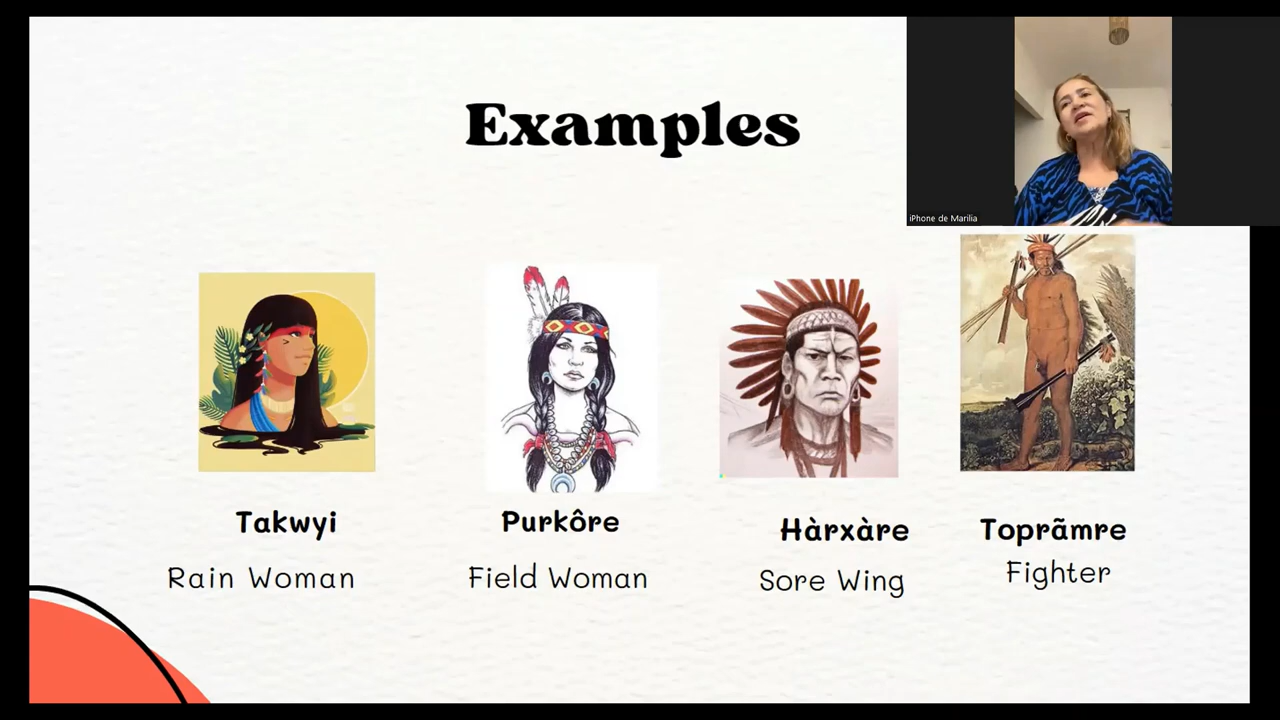 Examples
iPhone de Marilia
Takwyi
Rain Woman
Purkôre
Field Woman
Hàrxàre
Sore Wing
Toprãmre
Fighter